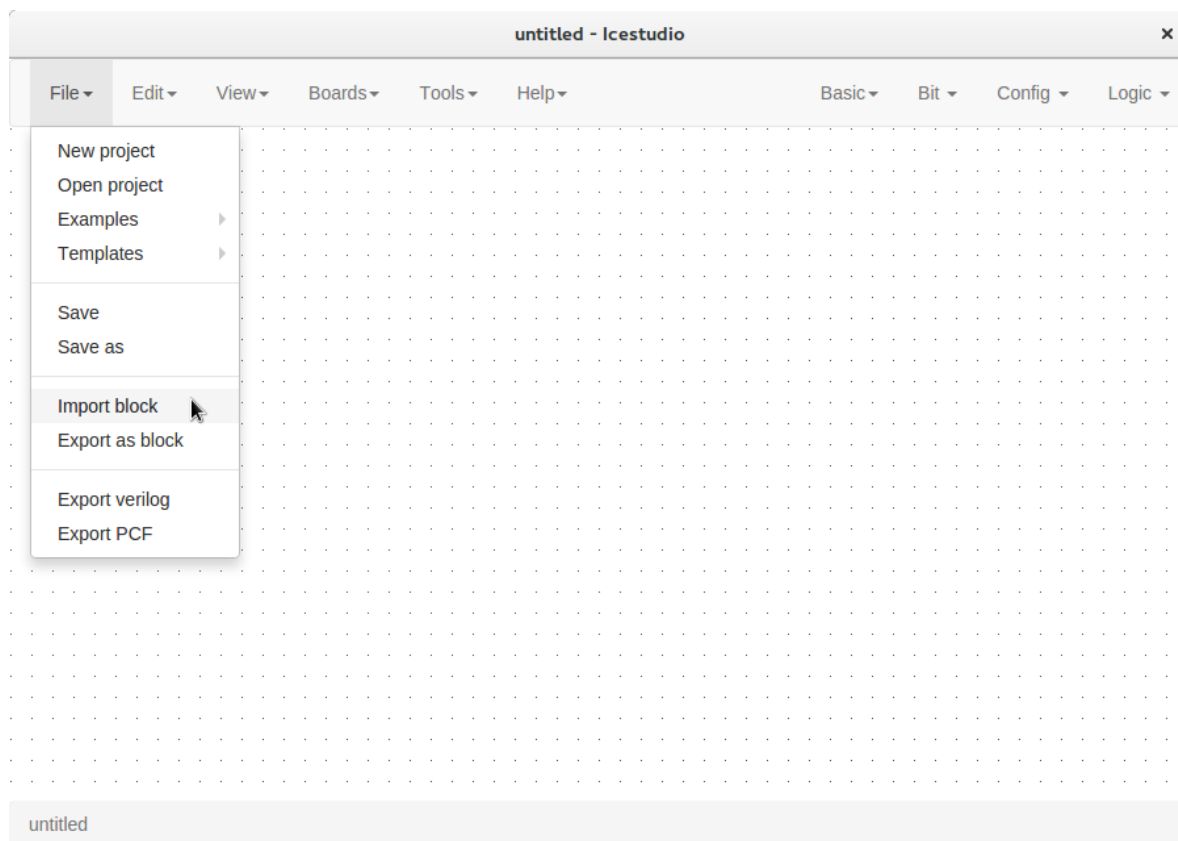 untitled - Icestudio
File Edit View Boards Tools Help Basic Bit Config Logic
New project
Open project
Examples
Templates
Save
Save as
Import block
Export as block
Export verilog
Export PCF
untitled